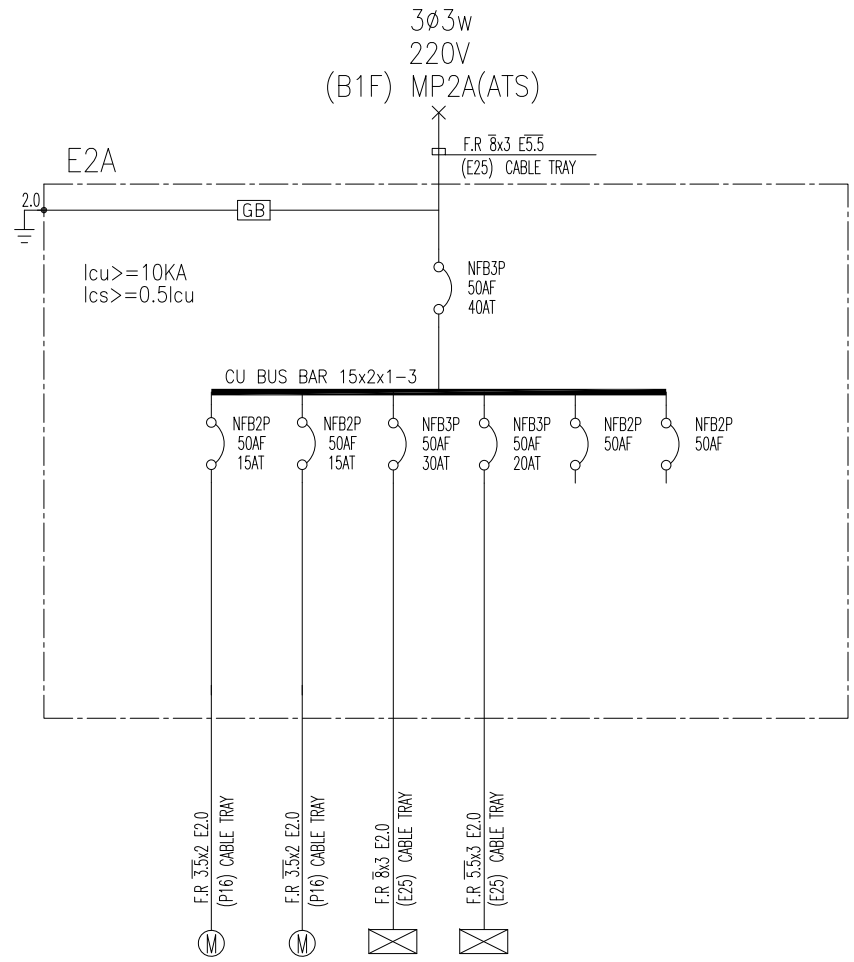 3ø3w
220V
(B1F) MP2A(ATS)
F.R 8x3 E5.5
(E25) CABLE TRAY
E2A
2.0
GB
Icu>=10KA
Ics>=0.5Icu
NFB3P
50AF
40AT
CU BUS BAR 15x2x1-3
NFB2P
50AF
15AT
NFB2P
50AF
15AT
NFB3P
50AF
30AT
NFB3P
50AF
20AT
NFB2P
50AF
NFB2P
50AF
F.R 3.5x2 E2.0
(P16) CABLE TRAY
F.R 3.5x2 E2.0
(P16) CABLE TRAY
F.R 8x3 E2.0
(E25) CABLE TRAY
F.R 5.5x3 E2.0
(E25) CABLE TRAY
M
M